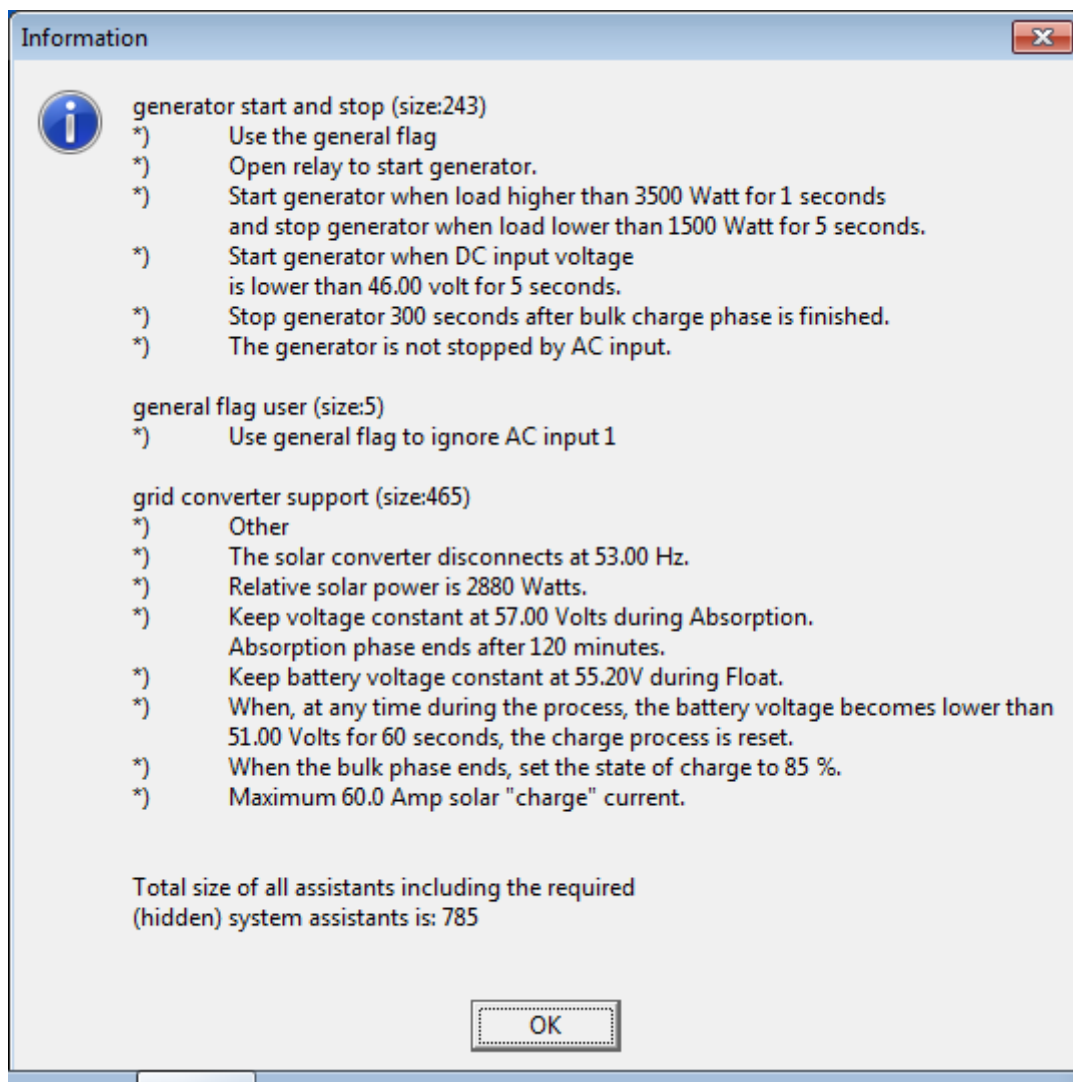 Information
generator start and stop (size:243)
*) Use the general flag
*) Open relay to start generator.
*) Start generator when load higher than 3500 Watt for 1 seconds
and stop generator when load lower than 1500 Watt for 5 seconds.
*) Start generator when DC input voltage
is lower than 46.00 volt for 5 seconds.
*) Stop generator 300 seconds after bulk charge phase is finished.
*) The generator is not stopped by AC input.
general flag user (size:5)
*) Use general flag to ignore AC input 1
grid converter support (size:465)
*) Other
*) The solar converter disconnects at 53.00 Hz.
*) Relative solar power is 2880 Watts.
*) Keep voltage constant at 57.00 Volts during Absorption.
Absorption phase ends after 120 minutes.
*) Keep battery voltage constant at 55.20V during Float.
*) When, at any time during the process, the battery voltage becomes lower than
51.00 Volts for 60 seconds, the charge process is reset.
*) When the bulk phase ends, set the state of charge to 85 %.
*) Maximum 60.0 Amp solar "charge" current.
Total size of all assistants including the required
(hidden) system assistants is: 785
OK